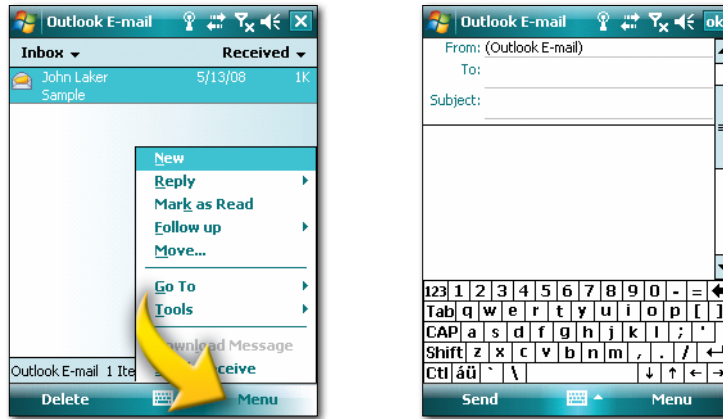 Outlook E-mail
Inbox Received
John Laker 5/13/08 1K
Sample
New
Reply
Mark as Read
Follow up
Move...
Go To
Tools
Message
Outlook E-mail 1
Delete Menu
Outlook E-mail ok
From: (Outlook E-mail)
To:
Subject:
123 1 2 3 4 5 6 7 8 9 0 - =
Tab q w e r t y u i o p [ ]
CAP a s d f g h j k l ; '
Shift z x c v b n m , . /
Ctl áü ` \ ↓ ↑ ← →
Send Menu